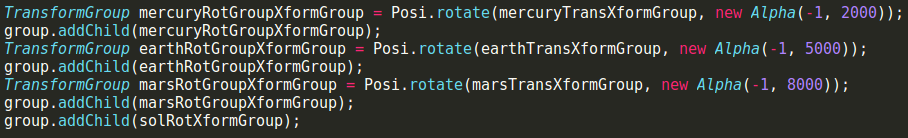 TransformGroup mercuryRotGroupXformGroup = Posi.rotate(mercuryTransXformGroup, new Alpha(-1, 2000));
group.addChild(mercuryRotGroupXformGroup);
TransformGroup earthRotGroupXformGroup = Posi.rotate(earthTransXformGroup, new Alpha(-1, 5000));
group.addChild(earthRotGroupXformGroup);
TransformGroup marsRotGroupXformGroup = Posi.rotate(marsTransXformGroup, new Alpha(-1, 8000));
group.addChild(marsRotGroupXformGroup);
group.addChild(solRotXformGroup);